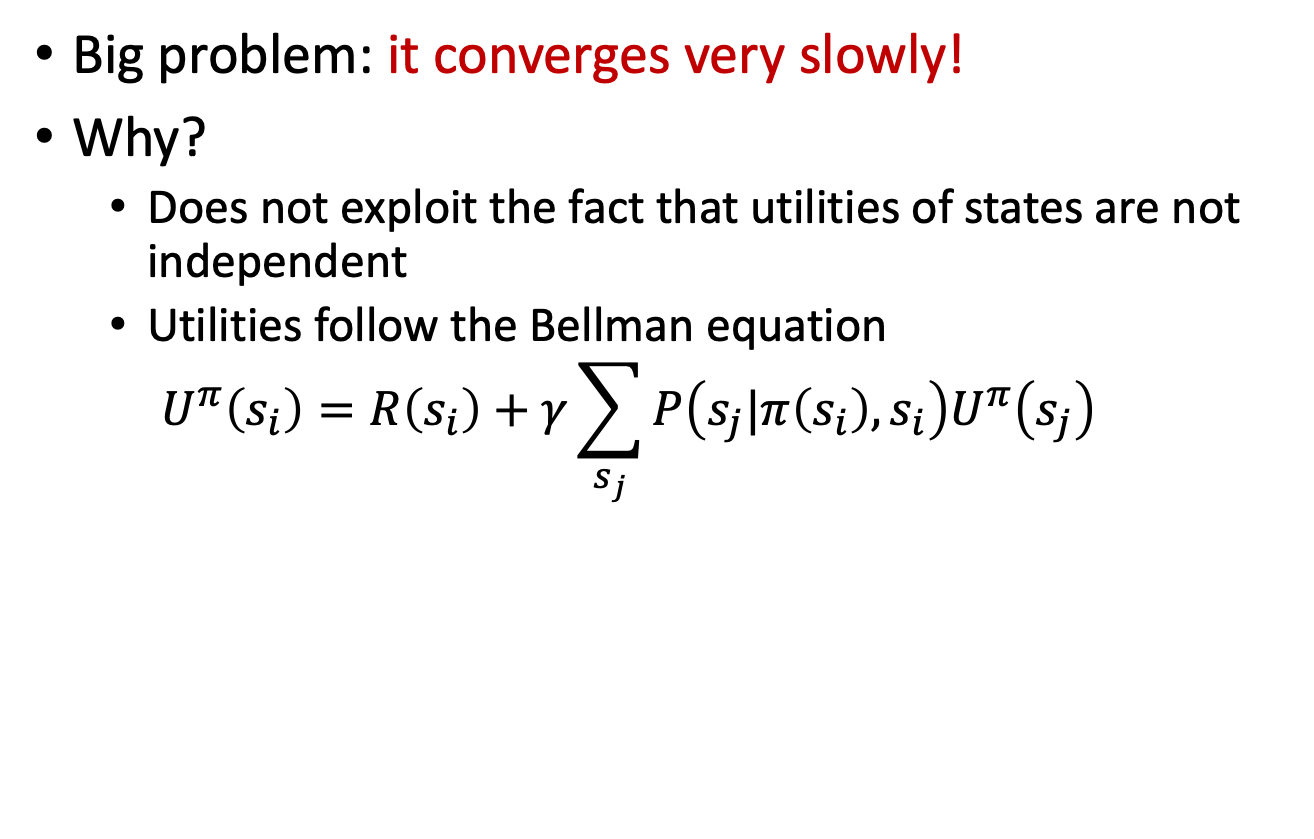 • Big problem: it converges very slowly!
• Why?
• Does not exploit the fact that utilities of states are not
independent
• Utilities follow the Bellman equation
U^π(s_i) = R(s_i) + γ ∑_{s_j} P(s_j|π(s_i), s_i)U^π(s_j)